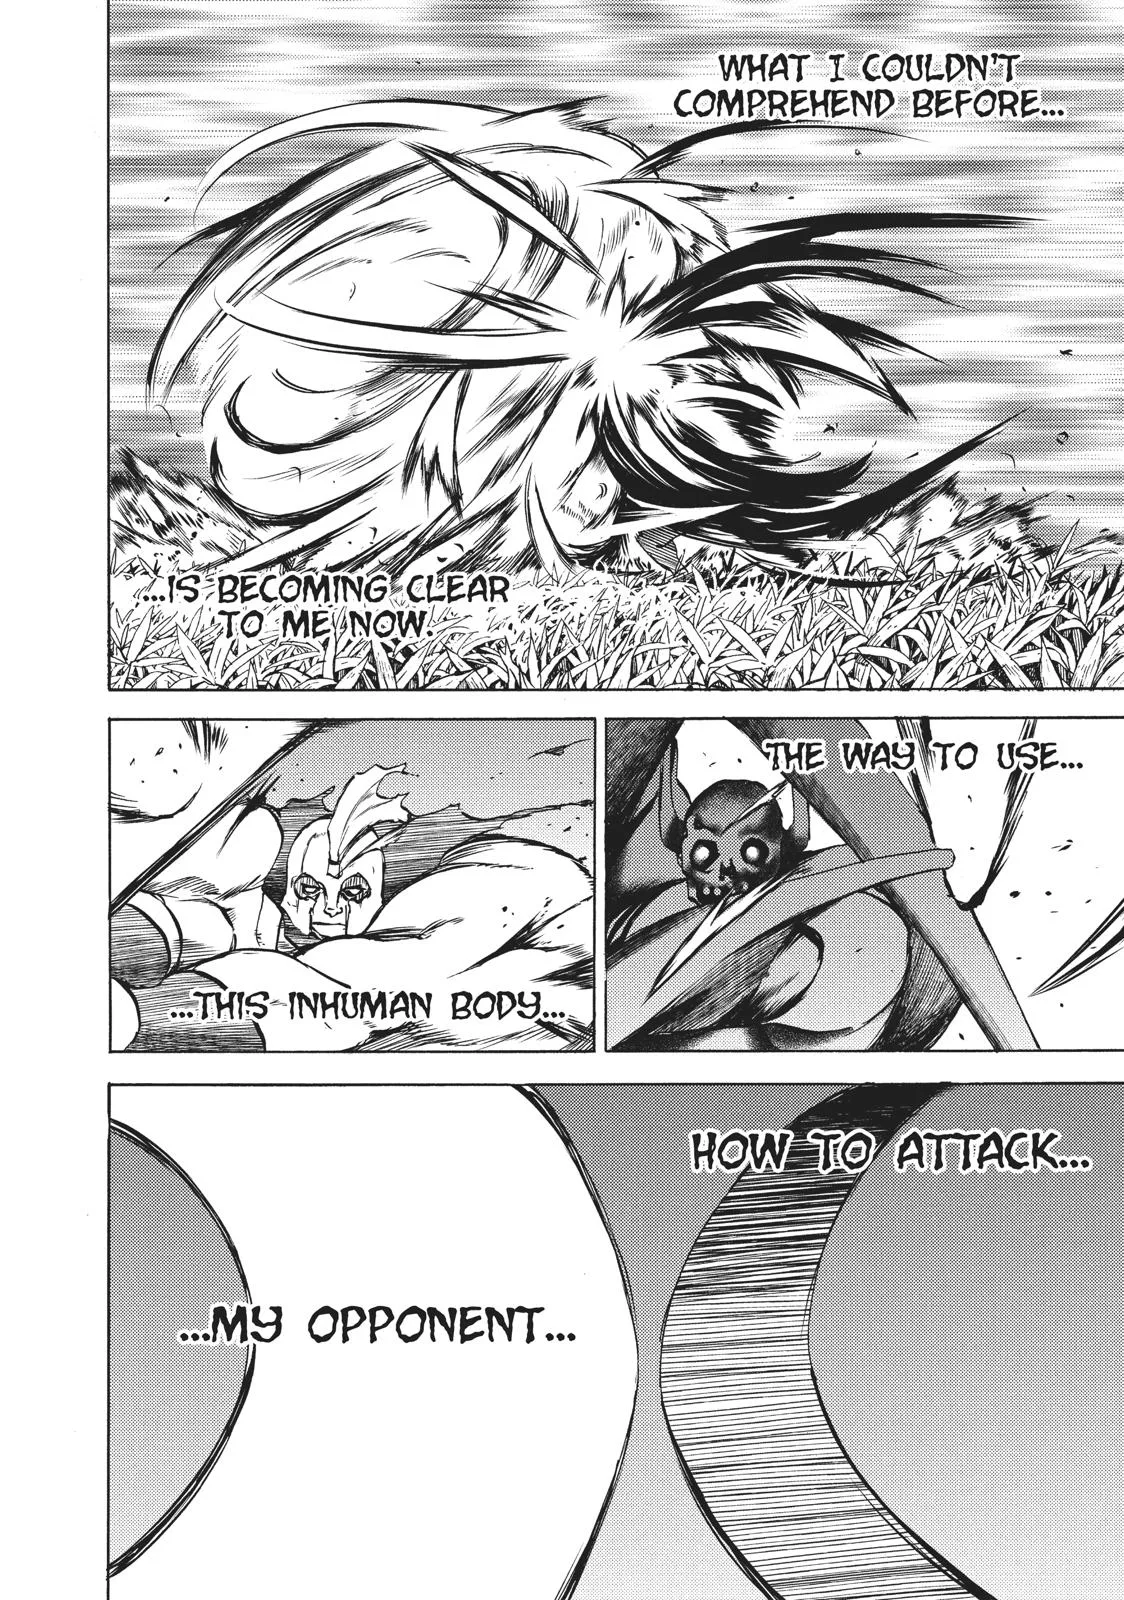 WHAT I COULDN'T
COMPREHEND BEFORE...
...IS BECOMING CLEAR
TO ME NOW.
THE WAY TO USE...
...THIS INHUMAN BODY...
HOW TO ATTACK...
...MY OPPONENT...